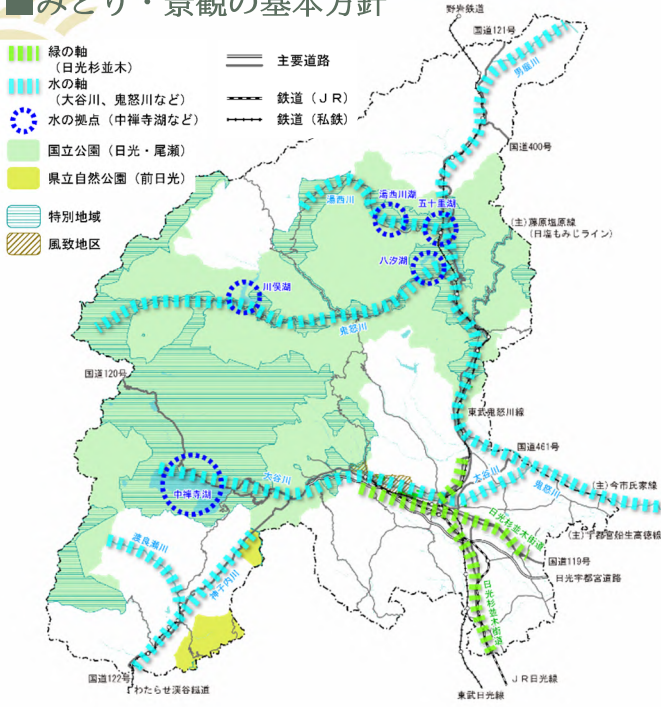 ■みどり・景観の基本方針
緑の軸
（日光杉並木）
水の軸
（大谷川、鬼怒川など）
水の拠点（中禅寺湖など）
国立公園（日光・尾瀬）
県立自然公園（前日光）
特別地域
風致地区
主要道路
鉄道（ＪＲ）
鉄道（私鉄）
野岩鉄道
国道121号
男鹿川
国道400号
湯西川
湯西川湖
五十里湖
(主)藤原塩原線
(日塩もみじライン)
八汐湖
川俣湖
鬼怒川
国道120号
東武鬼怒川線
国道461号
大谷川
中禅寺湖
大谷川
鬼怒川
(主)今市氏家線
日光杉並木街道
(主)宇都宮船生高徳線
渡良瀬川
神子内川
国道119号
日光宇都宮道路
日光杉並木街道
国道122号
わたらせ渓谷鐵道
ＪＲ日光線
東武日光線